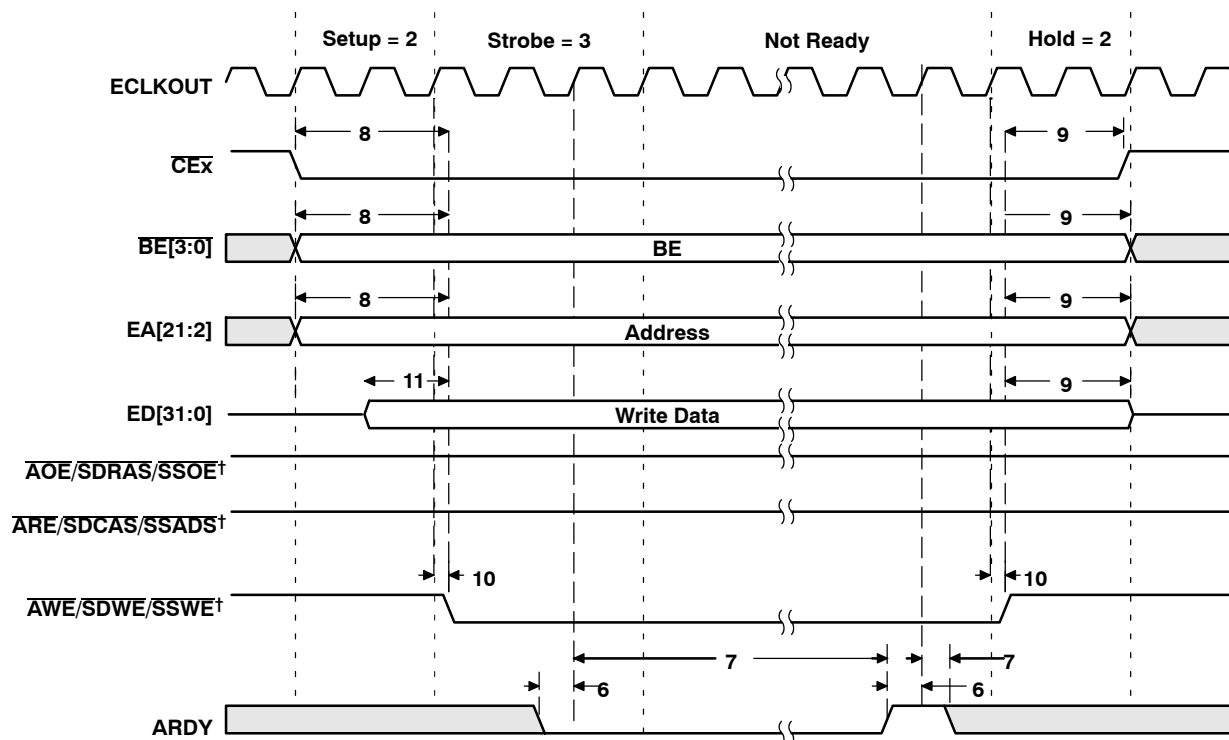 Setup = 2 Strobe = 3 Not Ready Hold = 2
ECLKOUT
8 9
CEx
8 9
BE[3:0] BE
8 9
EA[21:2] Address
11 9
ED[31:0] Write Data
AOE/SDRAS/SSOE†
ARE/SDCAS/SSADS†
10 10
AWE/SDWE/SSWE†
7 7
6 6
ARDY